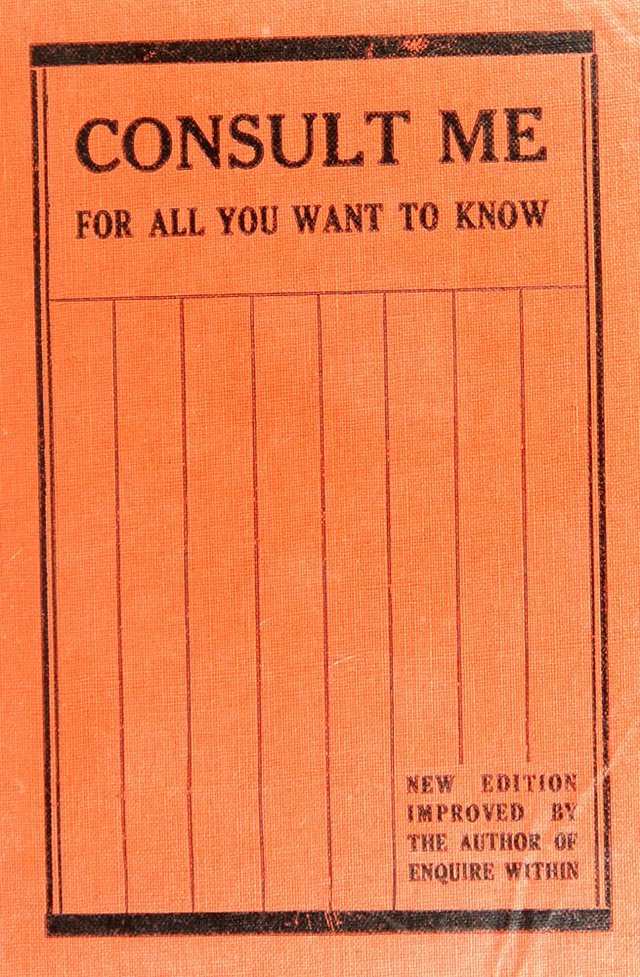 CONSULT ME
FOR ALL YOU WANT TO KNOW
NEW EDITION
IMPROVED BY
THE AUTHOR OF
ENQUIRE WITHIN